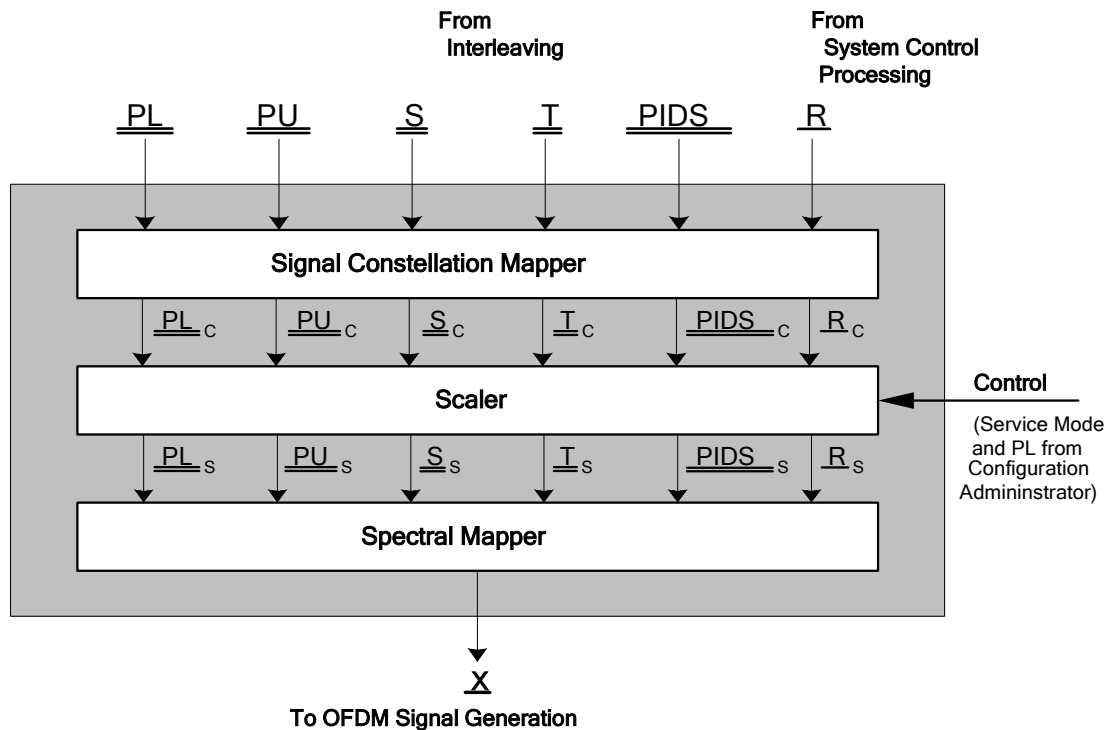 From
Interleaving
From
System Control
Processing
PL PU S T PIDS R
Signal Constellation Mapper
PL C PU C S C T C PIDS C R C
Scaler
Control
(Service Mode
and PL from
Configuration
Admininstrator)
PL S PU S S S T S PIDS S R S
Spectral Mapper
X
To OFDM Signal Generation